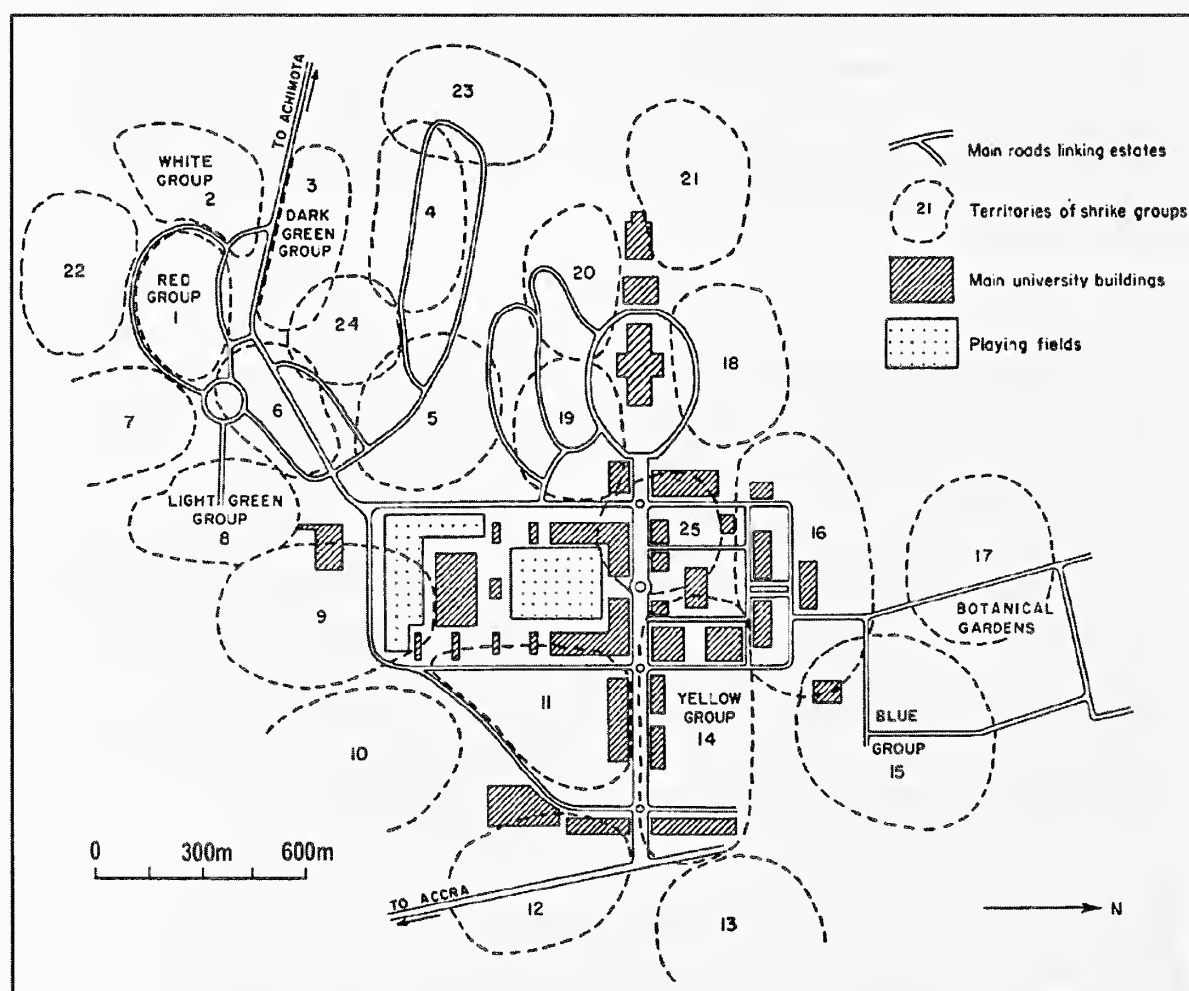 TO ACHIMOTA
23
WHITE
GROUP
2
3
DARK
GREEN
GROUP
4
21
22
RED
GROUP
1
24
20
18
7
6
5
19
LIGHT GREEN
GROUP
8
25
16
17
BOTANICAL
GARDENS
9
11
YELLOW
GROUP
14
BLUE
GROUP
15
10
0 300m 600m
TO ACCRA
12
13
N
Main roads linking estates
21 Territories of shrike groups
Main university buildings
Playing fields